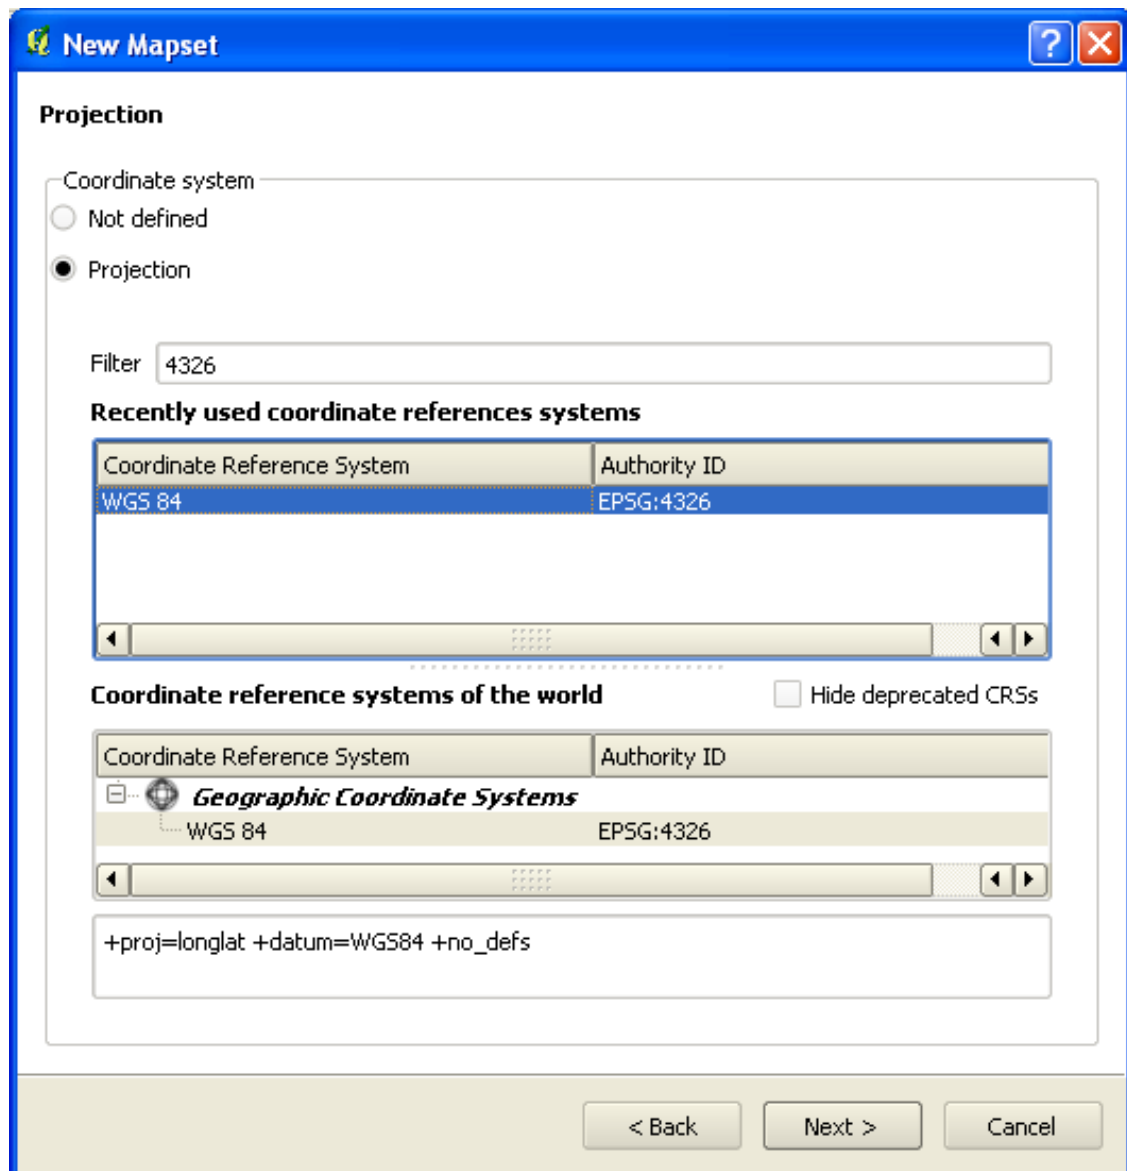 New Mapset
Projection
Coordinate system
Not defined
Projection
Filter 4326
Recently used coordinate references systems
Coordinate Reference System Authority ID
WGS 84 EPSG:4326
Coordinate reference systems of the world Hide deprecated CRSs
Coordinate Reference System Authority ID
Geographic Coordinate Systems
WGS 84 EPSG:4326
+proj=longlat +datum=WGS84 +no_defs
< Back Next > Cancel